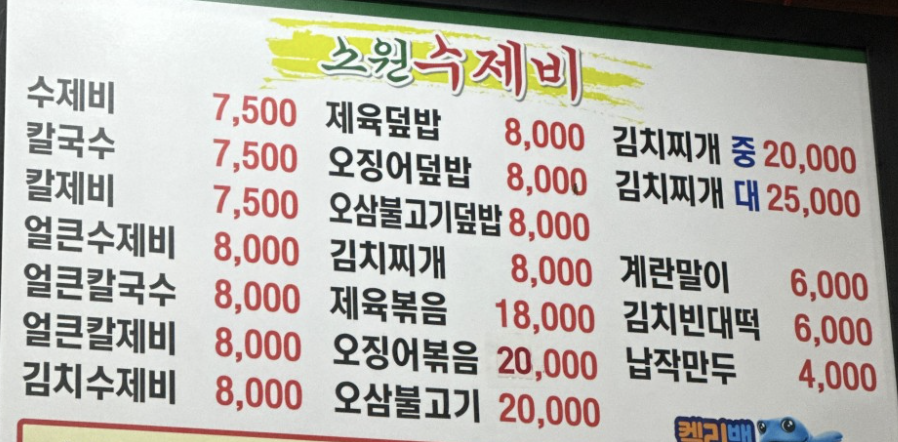 스원수제비
수제비 7,500
칼국수 7,500
칼제비 7,500
얼큰수제비 8,000
얼큰칼국수 8,000
얼큰칼제비 8,000
김치수제비 8,000
제육덮밥 8,000
오징어덮밥 8,000
오삼불고기덮밥 8,000
김치찌개 8,000
제육볶음 18,000
오징어볶음 20,000
오삼불고기 20,000
김치찌개 중 20,000
김치찌개 대 25,000
계란말이 6,000
김치빈대떡 6,000
납작만두 4,000